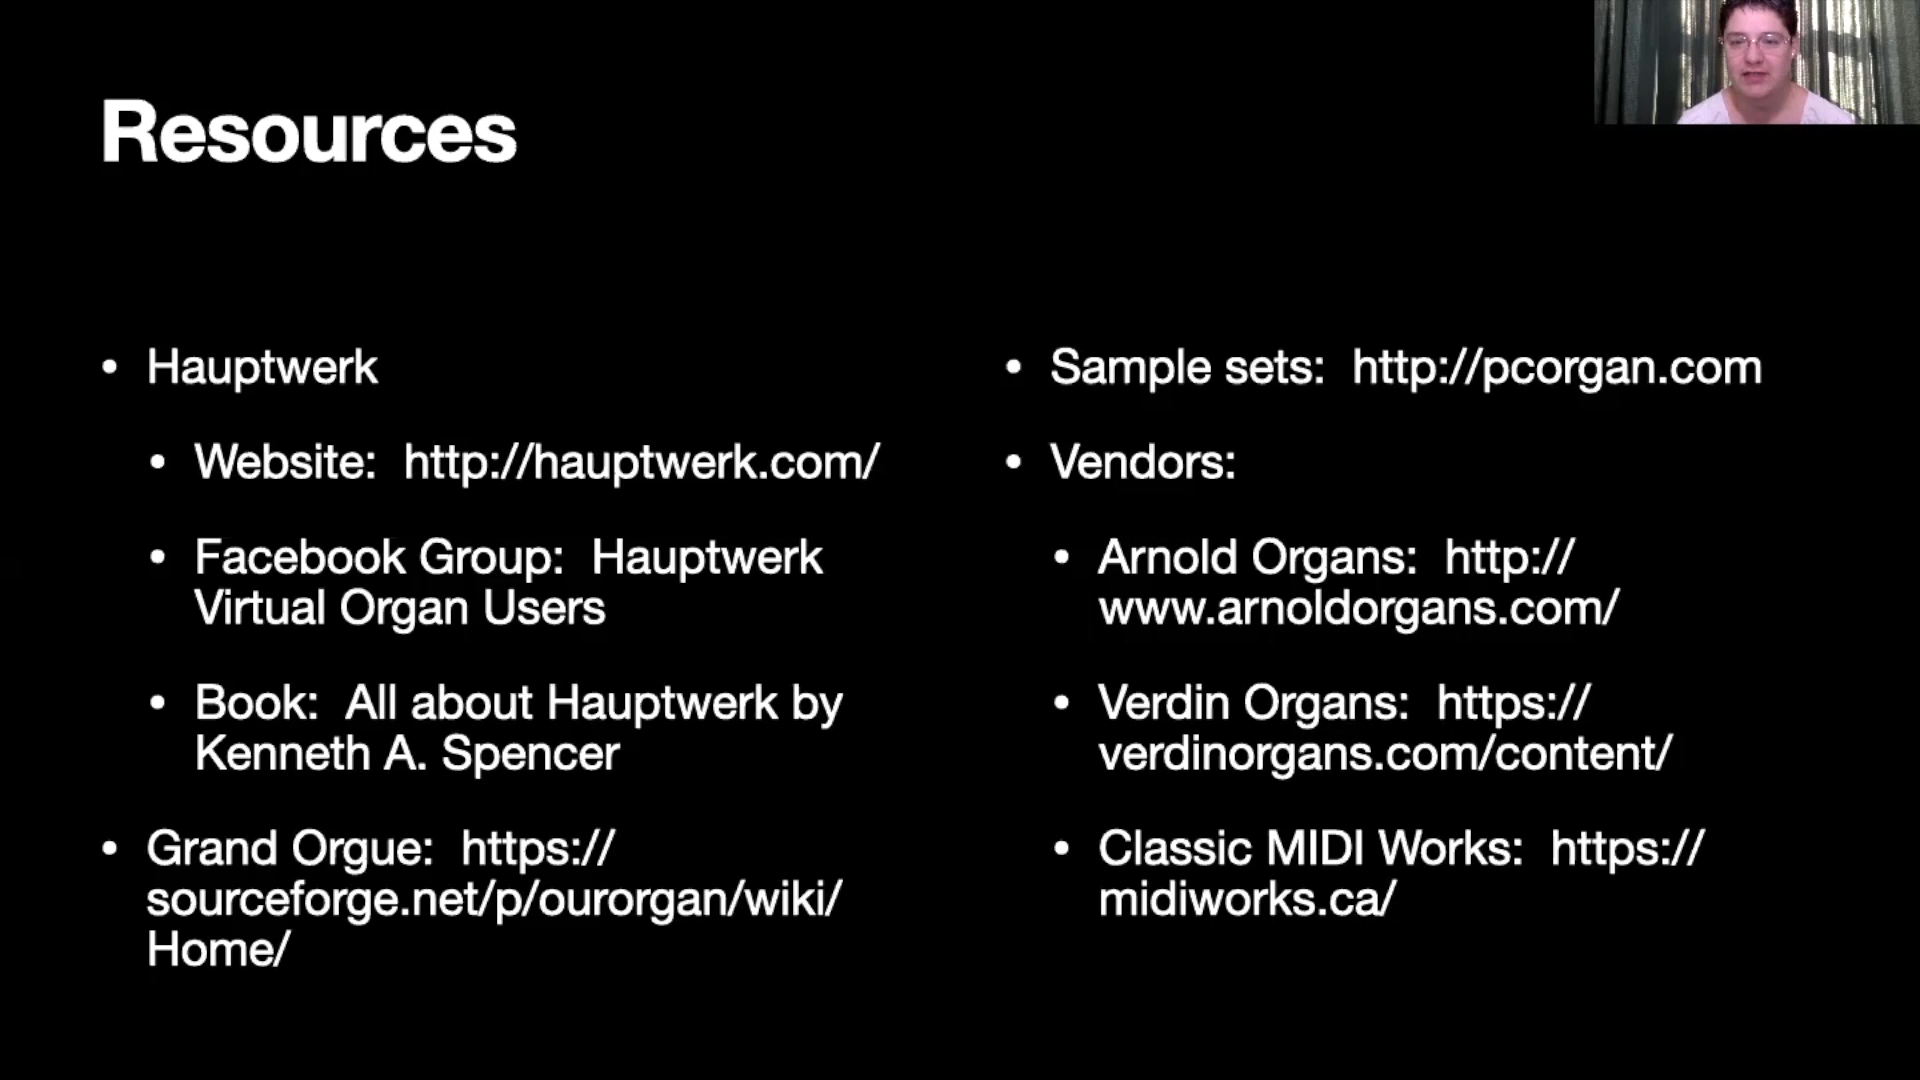 Resources
• Hauptwerk
• Website:  http://hauptwerk.com/
• Facebook Group:  Hauptwerk
Virtual Organ Users
• Book:  All about Hauptwerk by
Kenneth A. Spencer
• Grand Orgue:  https://
sourceforge.net/p/ourorgan/wiki/
Home/
• Sample sets:  http://pcorgan.com
• Vendors:
• Arnold Organs:  http://
www.arnoldorgans.com/
• Verdin Organs:  https://
verdinorgans.com/content/
• Classic MIDI Works:  https://
midiworks.ca/